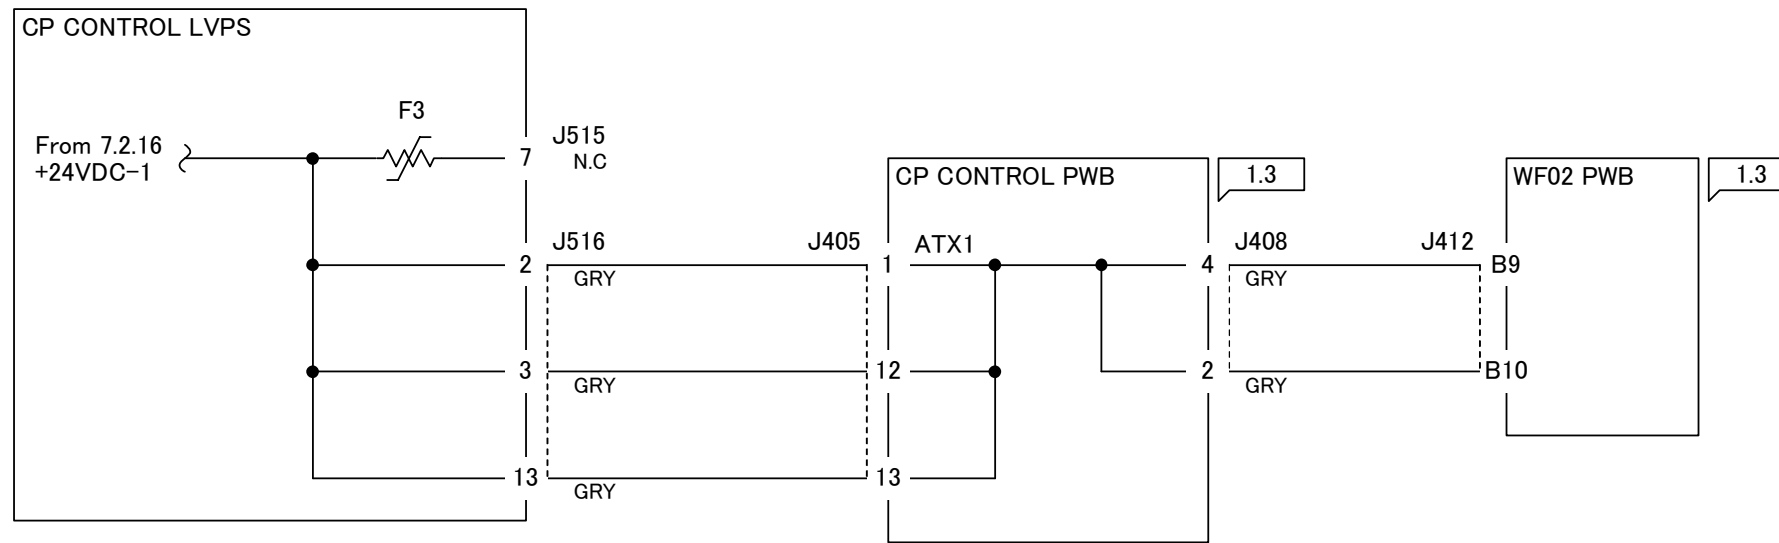 CP CONTROL LVPS
F3
From 7.2.16
+24VDC-1
7
J515
N.C
CP CONTROL PWB
1.3
WF02 PWB
1.3
J516
J405
ATX1
J408
J412
2
1
4
B9
GRY
GRY
3
12
2
B10
GRY
GRY
13
13
GRY